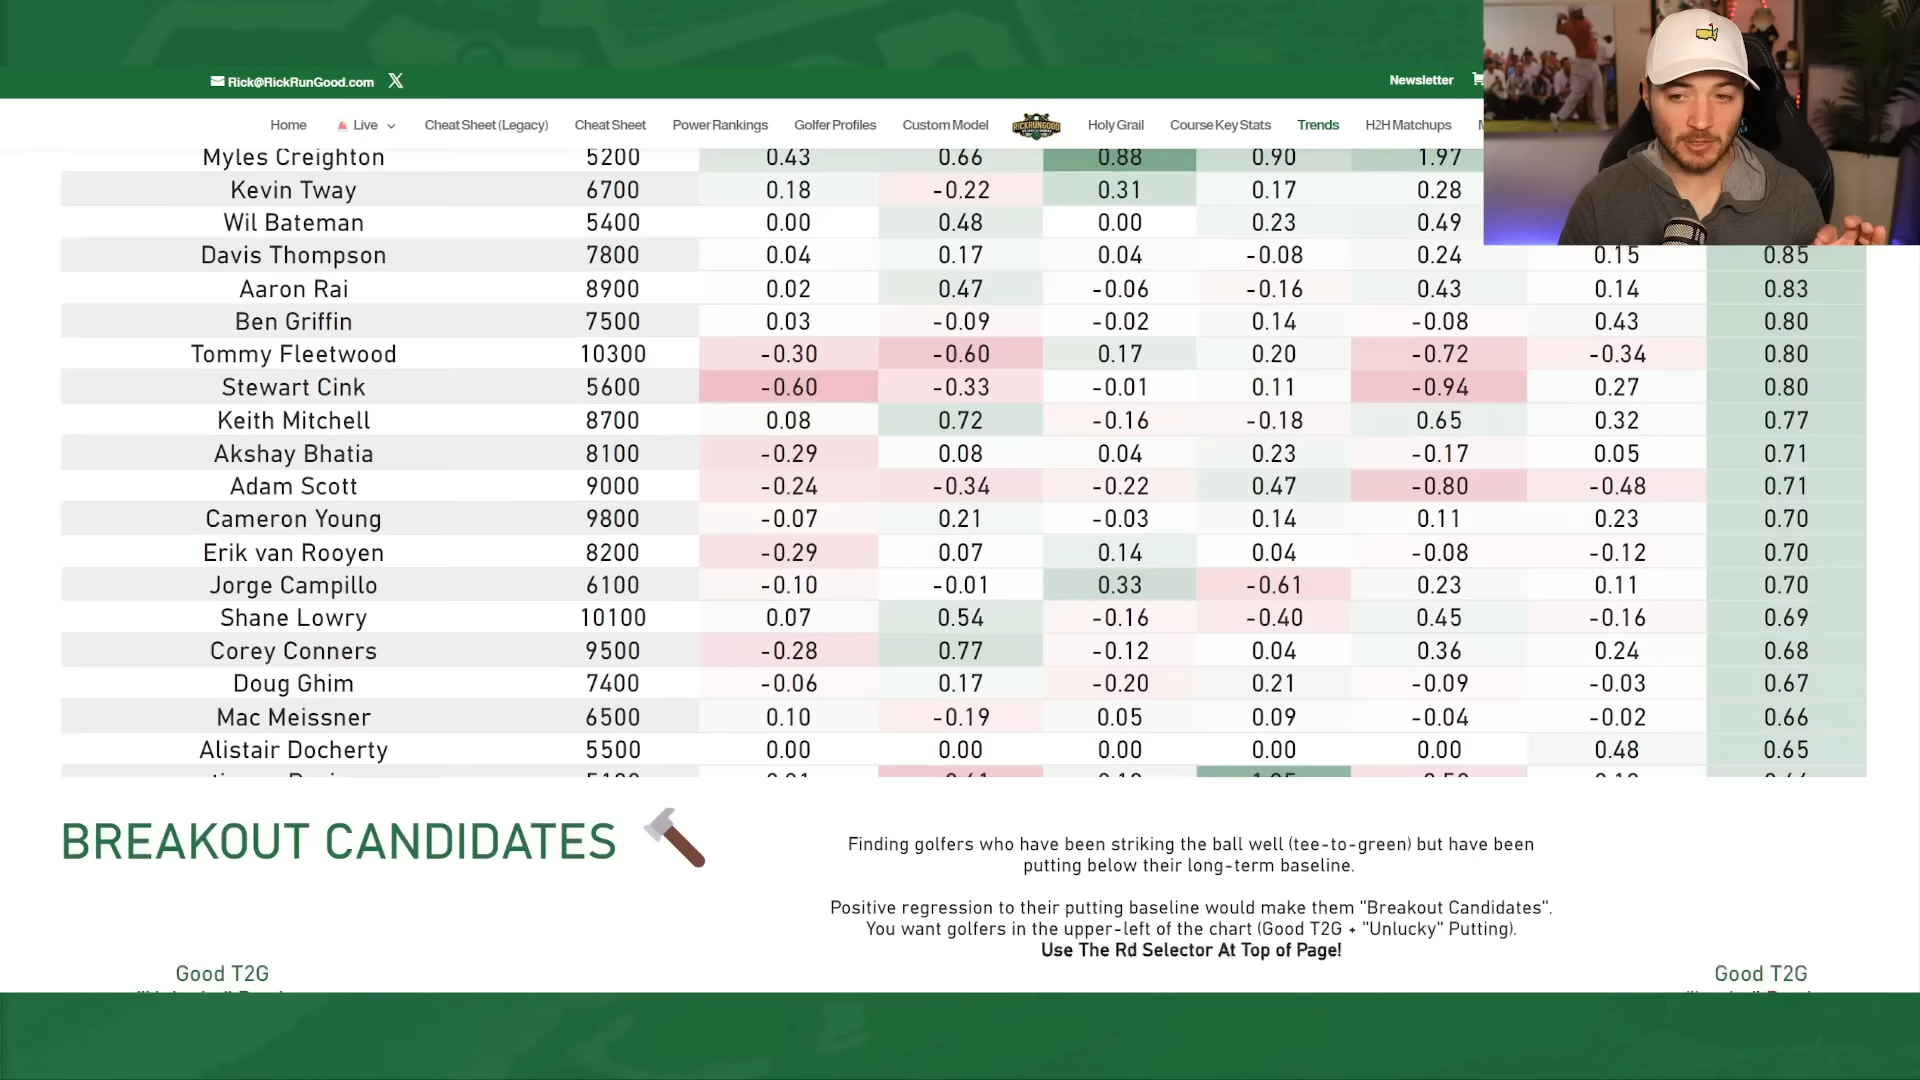 Rick@RickRunGood.com
Newsletter
Home Live Cheat Sheet (Legacy) Cheat Sheet Power Rankings Golfer Profiles Custom Model RICKRUNGOOD Holy Grail Course Key Stats Trends H2H Matchups
Myles Creighton 5200 0.43 0.66 0.88 0.90 1.97
Kevin Tway 6700 0.18 -0.22 0.31 0.17 0.28
Wil Bateman 5400 0.00 0.48 0.00 0.23 0.49
Davis Thompson 7800 0.04 0.17 0.04 -0.08 0.24 0.15 0.85
Aaron Rai 8900 0.02 0.47 -0.06 -0.16 0.43 0.14 0.83
Ben Griffin 7500 0.03 -0.09 -0.02 0.14 -0.08 0.43 0.80
Tommy Fleetwood 10300 -0.30 -0.60 0.17 0.20 -0.72 -0.34 0.80
Stewart Cink 5600 -0.60 -0.33 -0.01 0.11 -0.94 0.27 0.80
Keith Mitchell 8700 0.08 0.72 -0.16 -0.18 0.65 0.32 0.77
Akshay Bhatia 8100 -0.29 0.08 0.04 0.23 -0.17 0.05 0.71
Adam Scott 9000 -0.24 -0.34 -0.22 0.47 -0.80 -0.48 0.71
Cameron Young 9800 -0.07 0.21 -0.03 0.14 0.11 0.23 0.70
Erik van Rooyen 8200 -0.29 0.07 0.14 0.04 -0.08 -0.12 0.70
Jorge Campillo 6100 -0.10 -0.01 0.33 -0.61 0.23 0.11 0.70
Shane Lowry 10100 0.07 0.54 -0.16 -0.40 0.45 -0.16 0.69
Corey Conners 9500 -0.28 0.77 -0.12 0.04 0.36 0.24 0.68
Doug Ghim 7400 -0.06 0.17 -0.20 0.21 -0.09 -0.03 0.67
Mac Meissner 6500 0.10 -0.19 0.05 0.09 -0.04 -0.02 0.66
Alistair Docherty 5500 0.00 0.00 0.00 0.00 0.00 0.48 0.65
BREAKOUT CANDIDATES
Finding golfers who have been striking the ball well (tee-to-green) but have been
putting below their long-term baseline.
Positive regression to their putting baseline would make them "Breakout Candidates".
You want golfers in the upper-left of the chart (Good T2G + "Unlucky" Putting).
Use The Rd Selector At Top of Page!
Good T2G
Good T2G